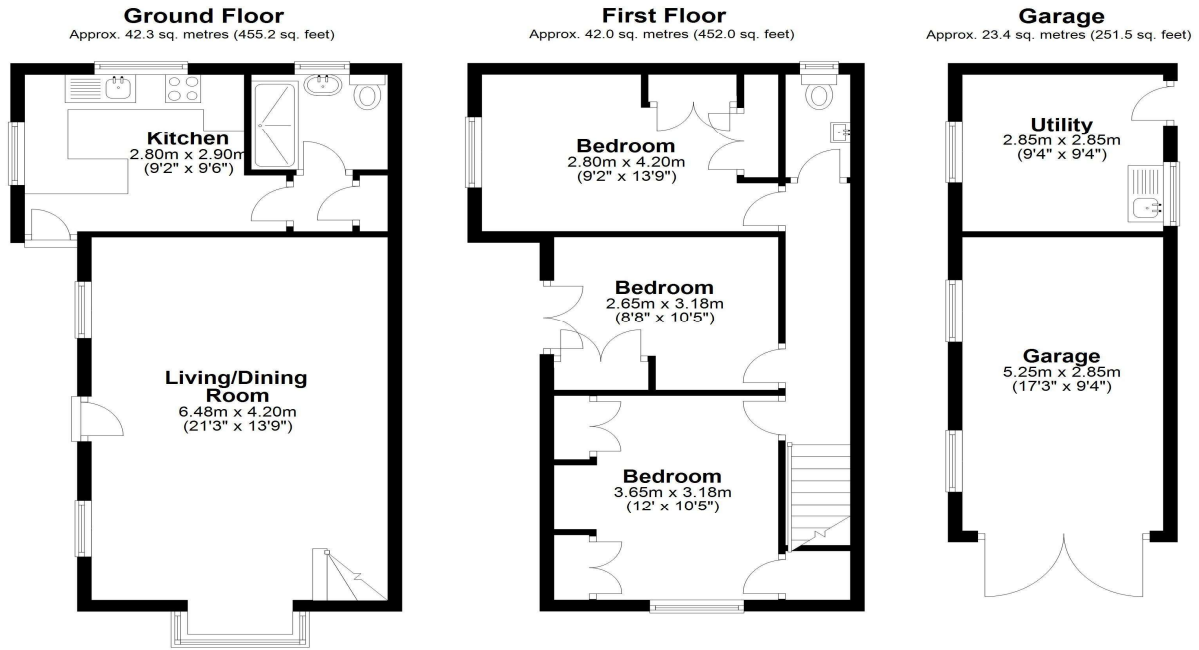 Ground Floor
Approx. 42.3 sq. metres (455.2 sq. feet)
Kitchen
2.80m x 2.90m
(9'2" x 9'6")
Living/Dining
Room
6.48m x 4.20m
(21'3" x 13'9")
First Floor
Approx. 42.0 sq. metres (452.0 sq. feet)
Bedroom
2.80m x 4.20m
(9'2" x 13'9")
Bedroom
2.65m x 3.18m
(8'8" x 10'5")
Bedroom
3.65m x 3.18m
(12' x 10'5")
Garage
Approx. 23.4 sq. metres (251.5 sq. feet)
Utility
2.85m x 2.85m
(9'4" x 9'4")
Garage
5.25m x 2.85m
(17'3" x 9'4")